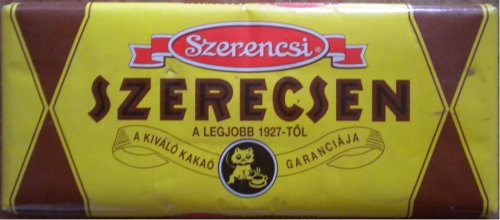 Szerencsi®
SZERECSEN
A LEGJOBB 1927-TŐL
A KIVÁLÓ KAKAÓ GARANCIÁJA